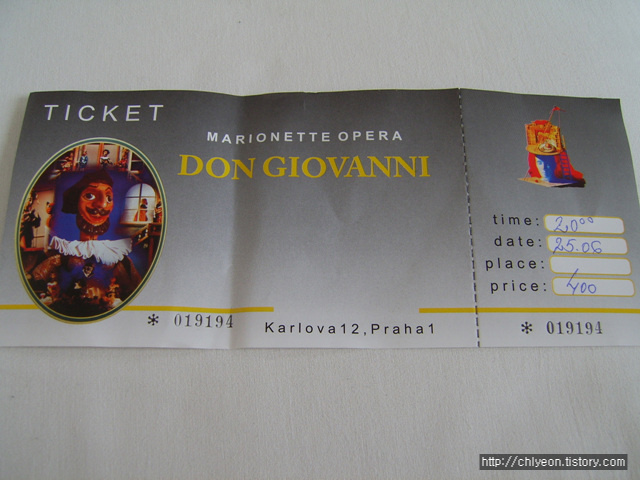 TICKET
MARIONETTE OPERA
DON GIOVANNI
* 019194
Karlova12,Praha1
time: 20⁰⁰
date: 25.06
place:
price: 400
* 019194
http://chlyeon.tistory.com